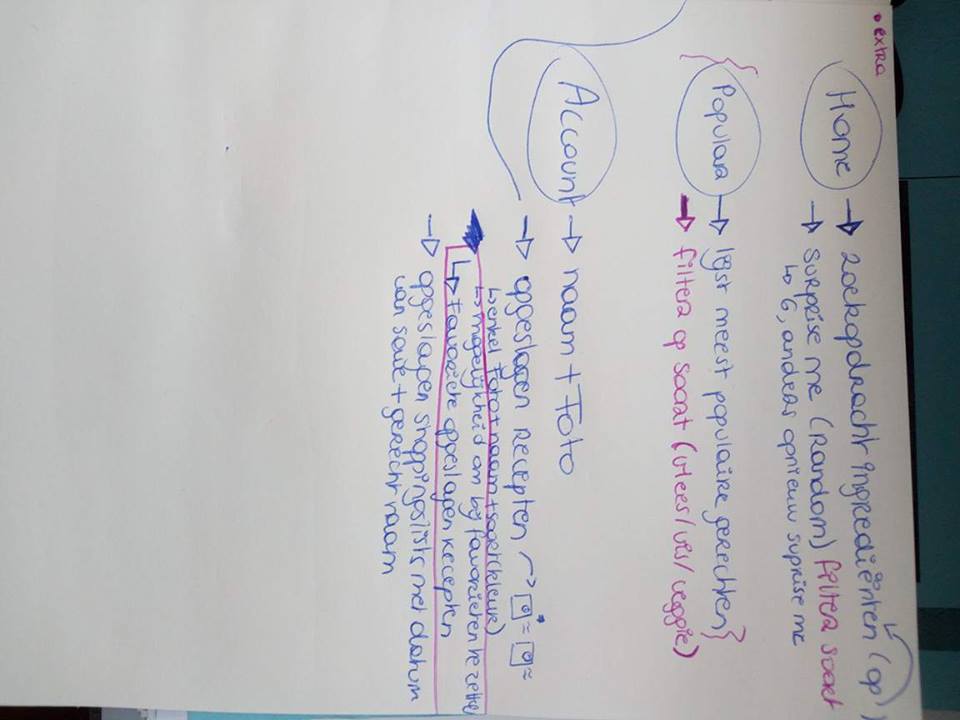 • extra
Home → zoekopdracht ingrediënten (op)
→ surprise me (Random) filter soort
↳ 6, anders opnieuw suprise me
{ Populair → lijst meest populaire gerechten }
→ filter op soort (vlees/vis/veggie)
Account → naam + Foto
→ opgeslagen Recepten →
↳ enkel Foto + naam + soort (kleur)
↳ mogelijkheid om bij favorieten te zetten
↳ Favoriete opgeslagen Recepten
→ opgeslagen shoppingslists met datum
van save + gerecht naam